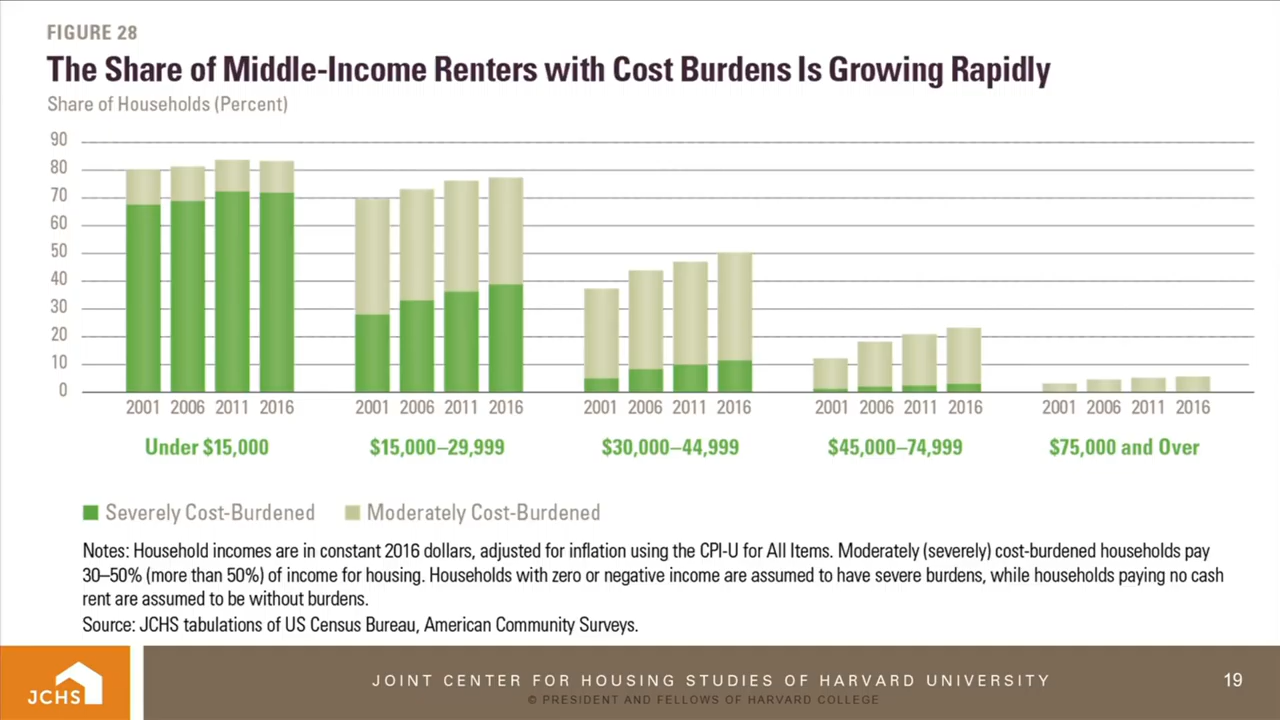 FIGURE 28
The Share of Middle-Income Renters with Cost Burdens Is Growing Rapidly
Share of Households (Percent)
90
80
70
60
50
40
30
20
10
0
2001 2006 2011 2016 2001 2006 2011 2016 2001 2006 2011 2016 2001 2006 2011 2016 2001 2006 2011 2016
Under $15,000 $15,000–29,999 $30,000–44,999 $45,000–74,999 $75,000 and Over
Severely Cost-Burdened Moderately Cost-Burdened
Notes: Household incomes are in constant 2016 dollars, adjusted for inflation using the CPI-U for All Items. Moderately (severely) cost-burdened households pay
30–50% (more than 50%) of income for housing. Households with zero or negative income are assumed to have severe burdens, while households paying no cash
rent are assumed to be without burdens.
Source: JCHS tabulations of US Census Bureau, American Community Surveys.
JCHS
JOINT CENTER FOR HOUSING STUDIES OF HARVARD UNIVERSITY
© PRESIDENT AND FELLOWS OF HARVARD COLLEGE
19